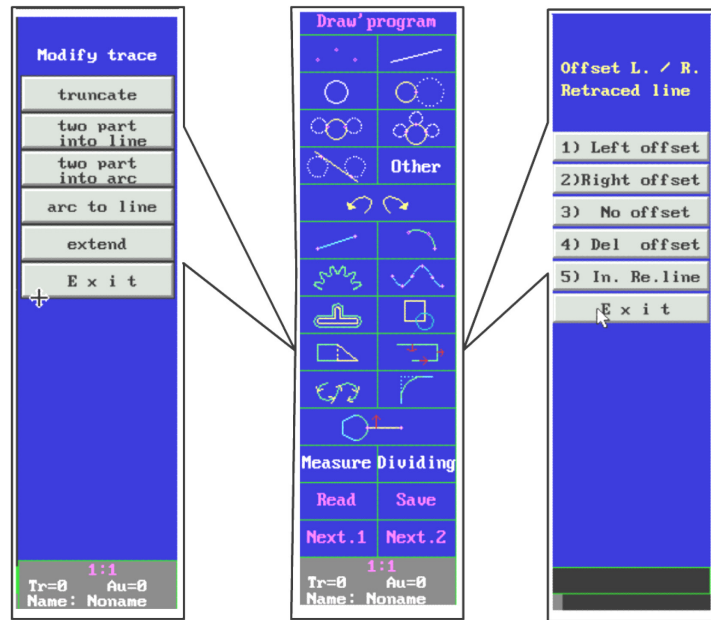 Modify trace
truncate
two part
into line
two part
into arc
arc to line
extend
E x i t
1:1
Tr=0 Au=0
Name: Noname
Draw'program
Other
Measure Dividing
Read Save
Next.1 Next.2
1:1
Tr=0 Au=0
Name: Noname
Offset L. / R.
Retraced line
1) Left offset
2)Right offset
3) No offset
4) Del offset
5) In. Re.line
E x i t